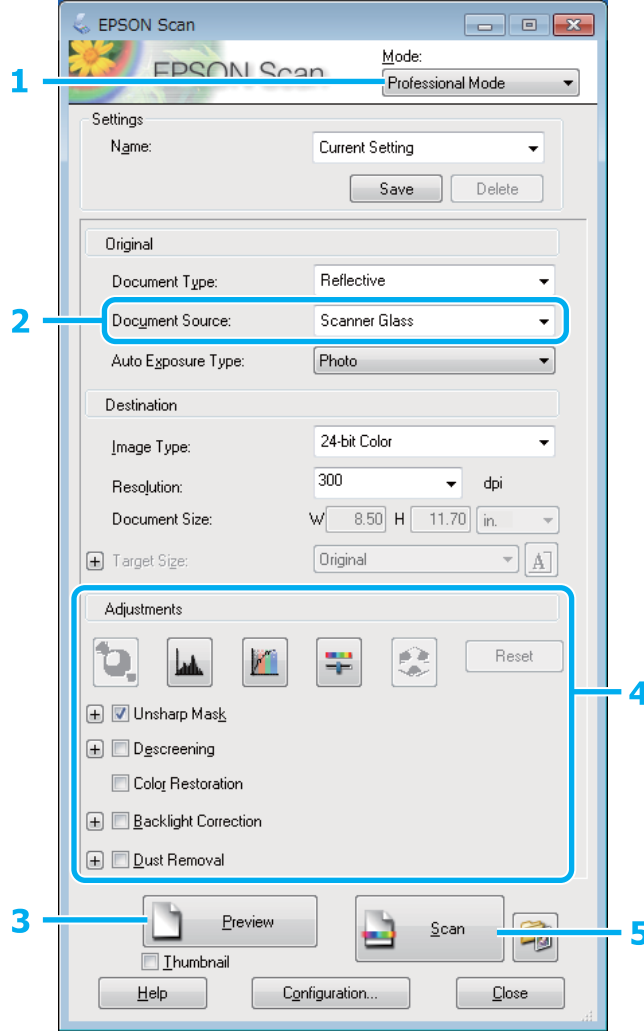 EPSON Scan
EPSON Scan
Mode:
1
Professional Mode
Settings
Name: Current Setting
Save Delete
Original
Document Type: Reflective
2 Document Source: Scanner Glass
Auto Exposure Type: Photo
Destination
Image Type: 24-bit Color
Resolution: 300 dpi
Document Size: W 8.50 H 11.70 in.
Target Size: Original A
Adjustments
Reset
4
Unsharp Mask
Descreening
Color Restoration
Backlight Correction
Dust Removal
3 Preview Scan 5
Thumbnail
Help Configuration... Close